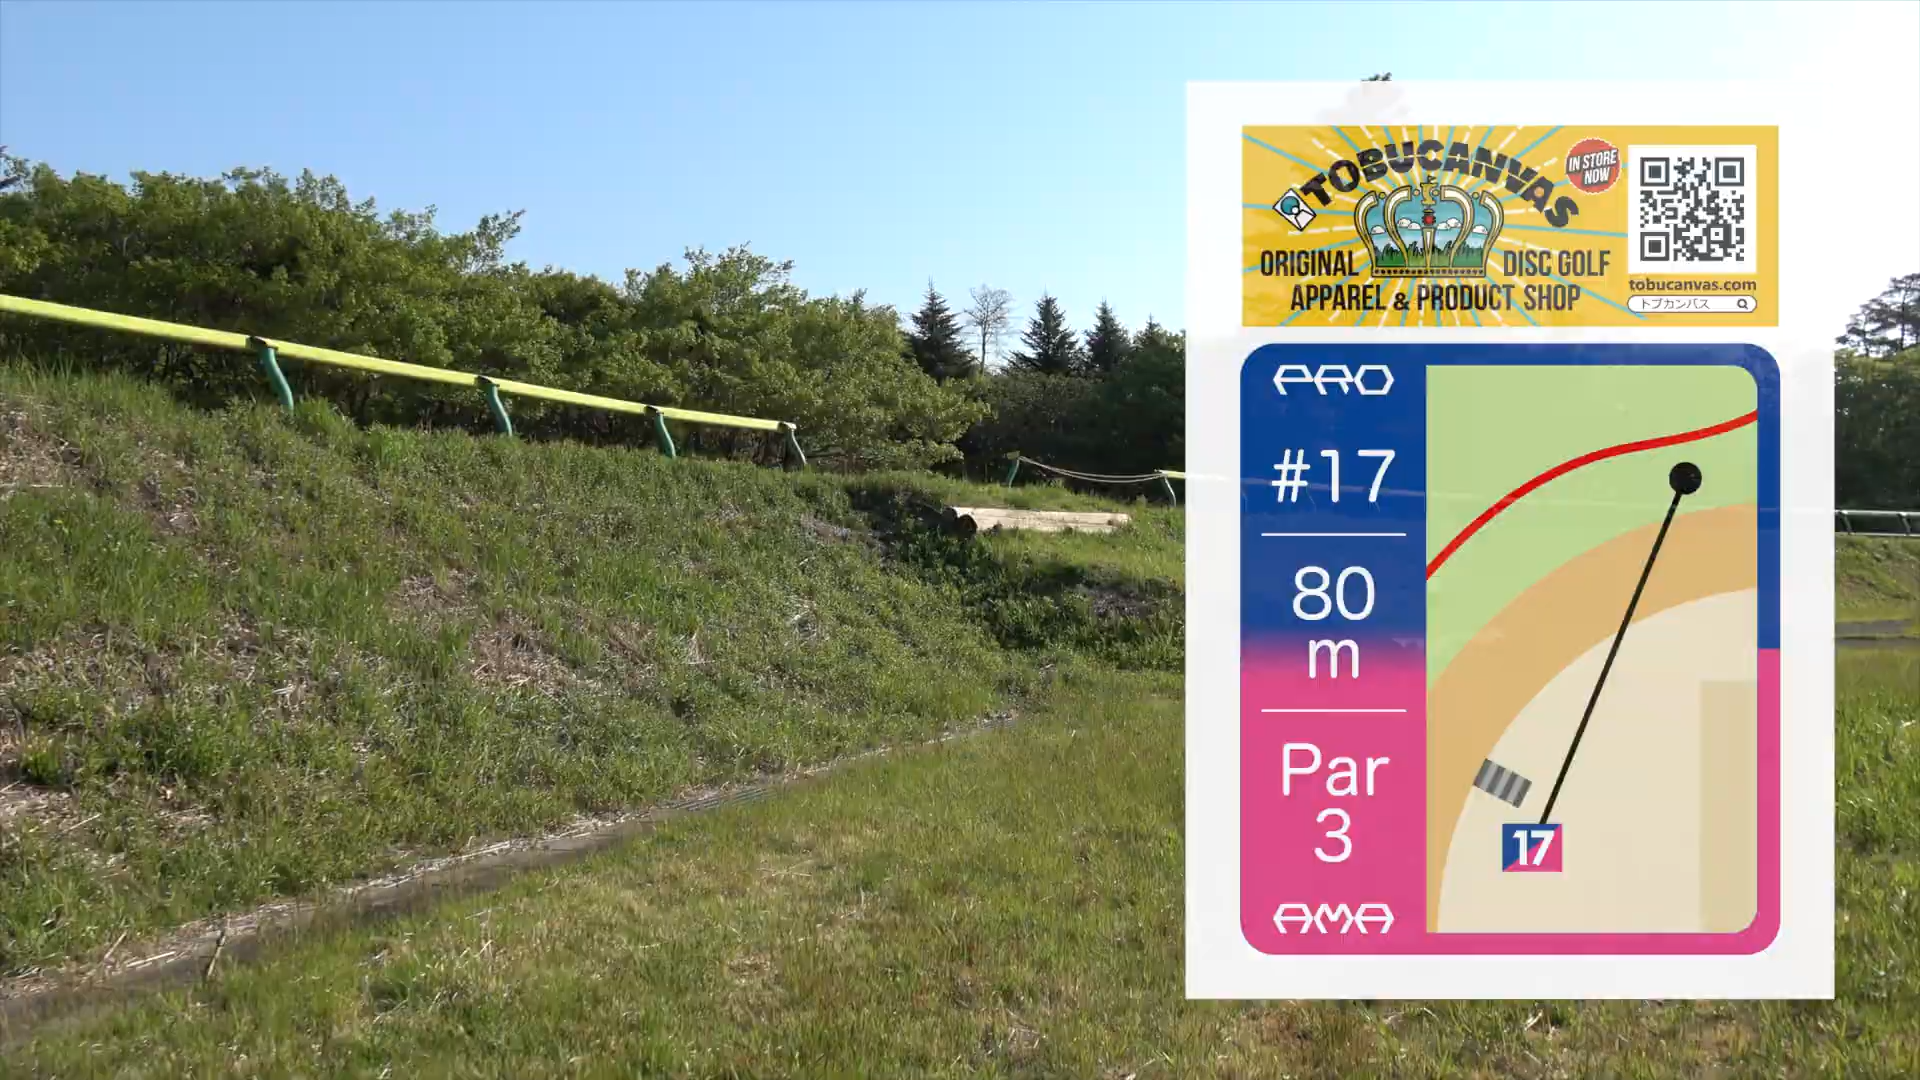 TOBUCANVAS
IN STORE
NOW
ORIGINAL DISC GOLF
APPAREL & PRODUCT SHOP
tobucanvas.com
トブカンバス
PRO
#17
80
m
Par
3
AMA
17